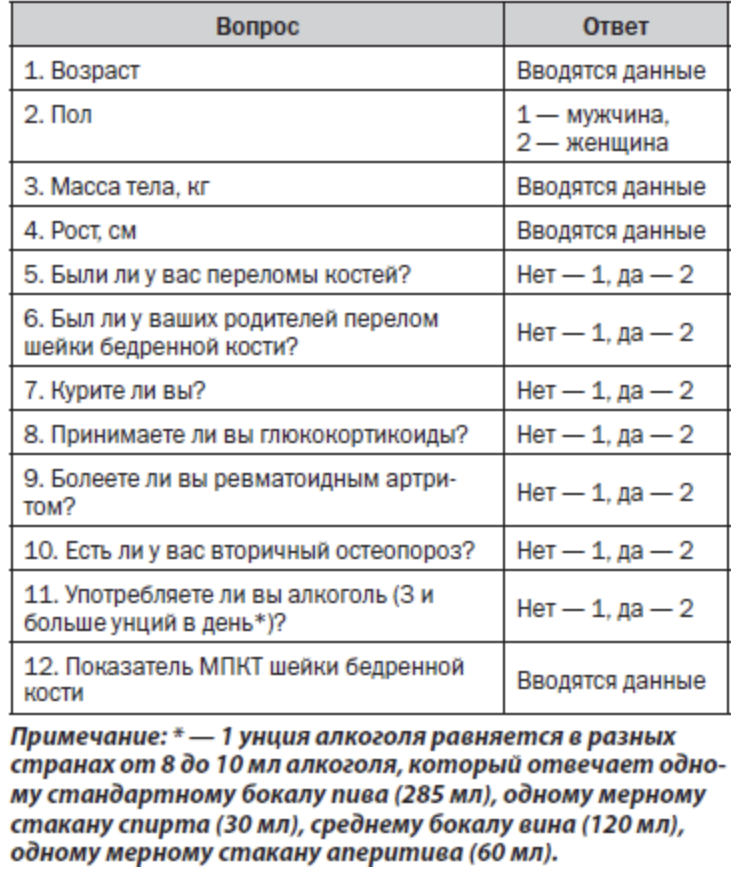 Вопрос Ответ
1. Возраст Вводятся данные
2. Пол 1 — мужчина,
2 — женщина
3. Масса тела, кг Вводятся данные
4. Рост, см Вводятся данные
5. Были ли у вас переломы костей? Нет — 1, да — 2
6. Был ли у ваших родителей перелом
шейки бедренной кости?
Нет — 1, да — 2
7. Курите ли вы? Нет — 1, да — 2
8. Принимаете ли вы глюкокортикоиды? Нет — 1, да — 2
9. Болеете ли вы ревматоидным артри-
том?
Нет — 1, да — 2
10. Есть ли у вас вторичный остеопороз? Нет — 1, да — 2
11. Употребляете ли вы алкоголь (3 и
больше унций в день*)?
Нет — 1, да — 2
12. Показатель МПКТ шейки бедренной
кости
Вводятся данные
Примечание: * — 1 унция алкоголя равняется в разных
странах от 8 до 10 мл алкоголя, который отвечает одно-
му стандартному бокалу пива (285 мл), одному мерному
стакану спирта (30 мл), среднему бокалу вина (120 мл),
одному мерному стакану аперитива (60 мл).